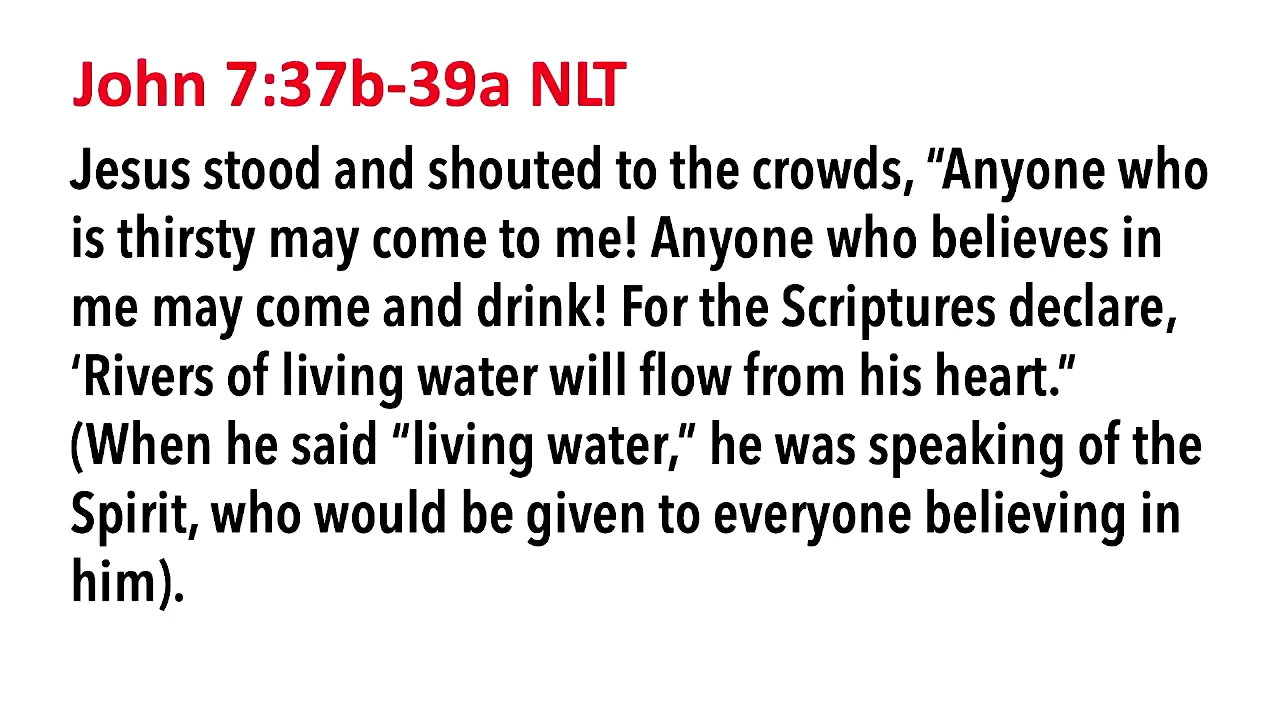 John 7:37b-39a NLT
Jesus stood and shouted to the crowds, “Anyone who
is thirsty may come to me! Anyone who believes in
me may come and drink! For the Scriptures declare,
‘Rivers of living water will flow from his heart.”
(When he said “living water,” he was speaking of the
Spirit, who would be given to everyone believing in
him).